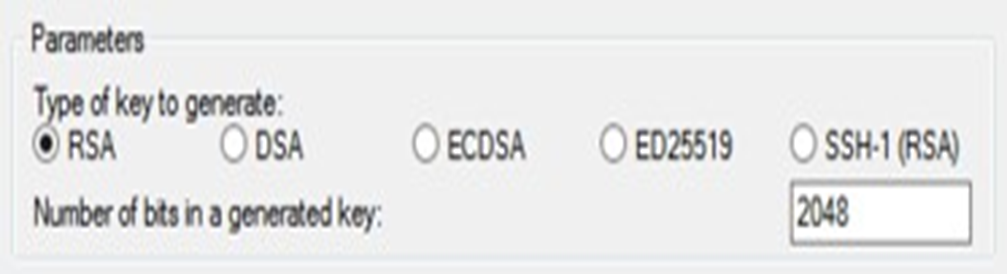 Parameters
Type of key to generate:
RSA DSA ECDSA ED25519 SSH-1 (RSA)
Number of bits in a generated key: 2048